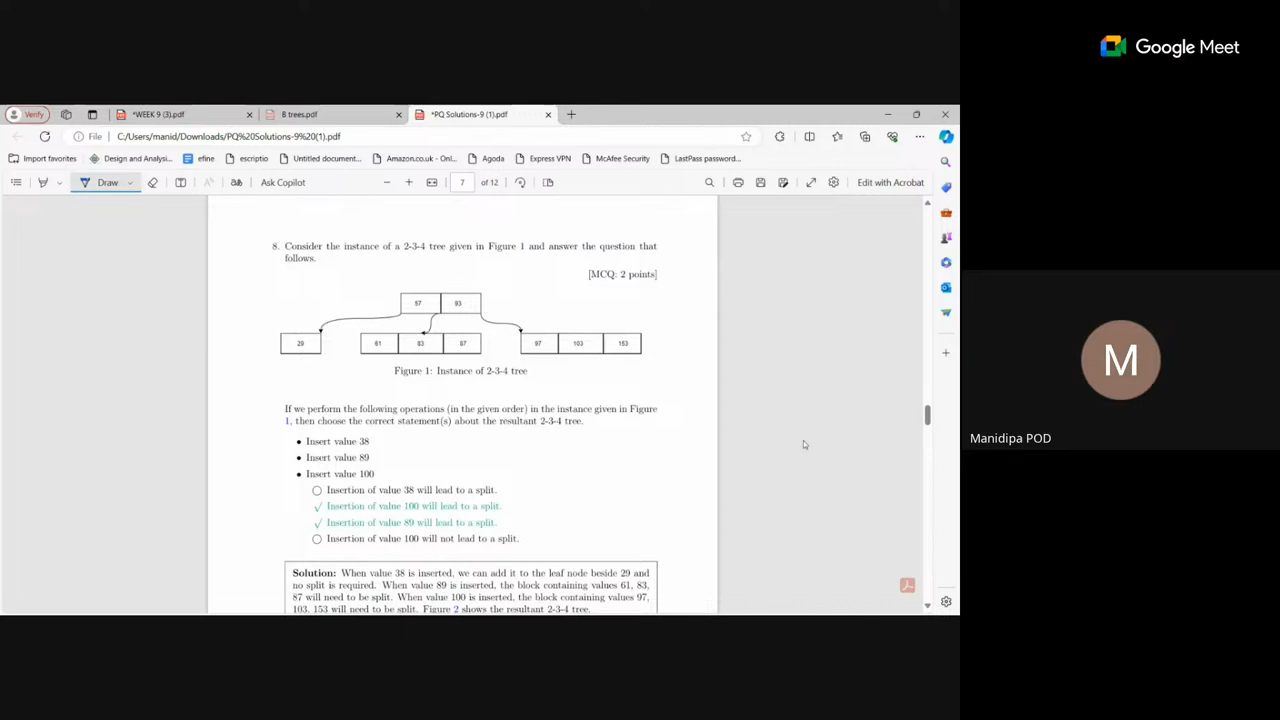 Google Meet
Verify
*WEEK 9 (3).pdf
B trees.pdf
*PQ Solutions-9 (1).pdf
File
C:/Users/manid/Downloads/PQ%20Solutions-9%20(1).pdf
Import favorites
Design and Analysi...
efine
escriptio
Untitled document...
Amazon.co.uk - Onl...
Agoda
Express VPN
McAfee Security
LastPass password...
Draw
Ask Copilot
7
of 12
Edit with Acrobat
8. Consider the instance of a 2-3-4 tree given in Figure 1 and answer the question that
follows.
[MCQ: 2 points]
57 93
29 61 83 87 97 103 153
Figure 1: Instance of 2-3-4 tree
If we perform the following operations (in the given order) in the instance given in Figure
1, then choose the correct statement(s) about the resultant 2-3-4 tree.
• Insert value 38
• Insert value 89
• Insert value 100
○ Insertion of value 38 will lead to a split.
√ Insertion of value 100 will lead to a split.
√ Insertion of value 89 will lead to a split.
○ Insertion of value 100 will not lead to a split.
Solution: When value 38 is inserted, we can add it to the leaf node beside 29 and
no split is required. When value 89 is inserted, the block containing values 61, 83,
87 will need to be split. When value 100 is inserted, the block containing values 97,
103, 153 will need to be split. Figure 2 shows the resultant 2-3-4 tree.
M
Manidipa POD